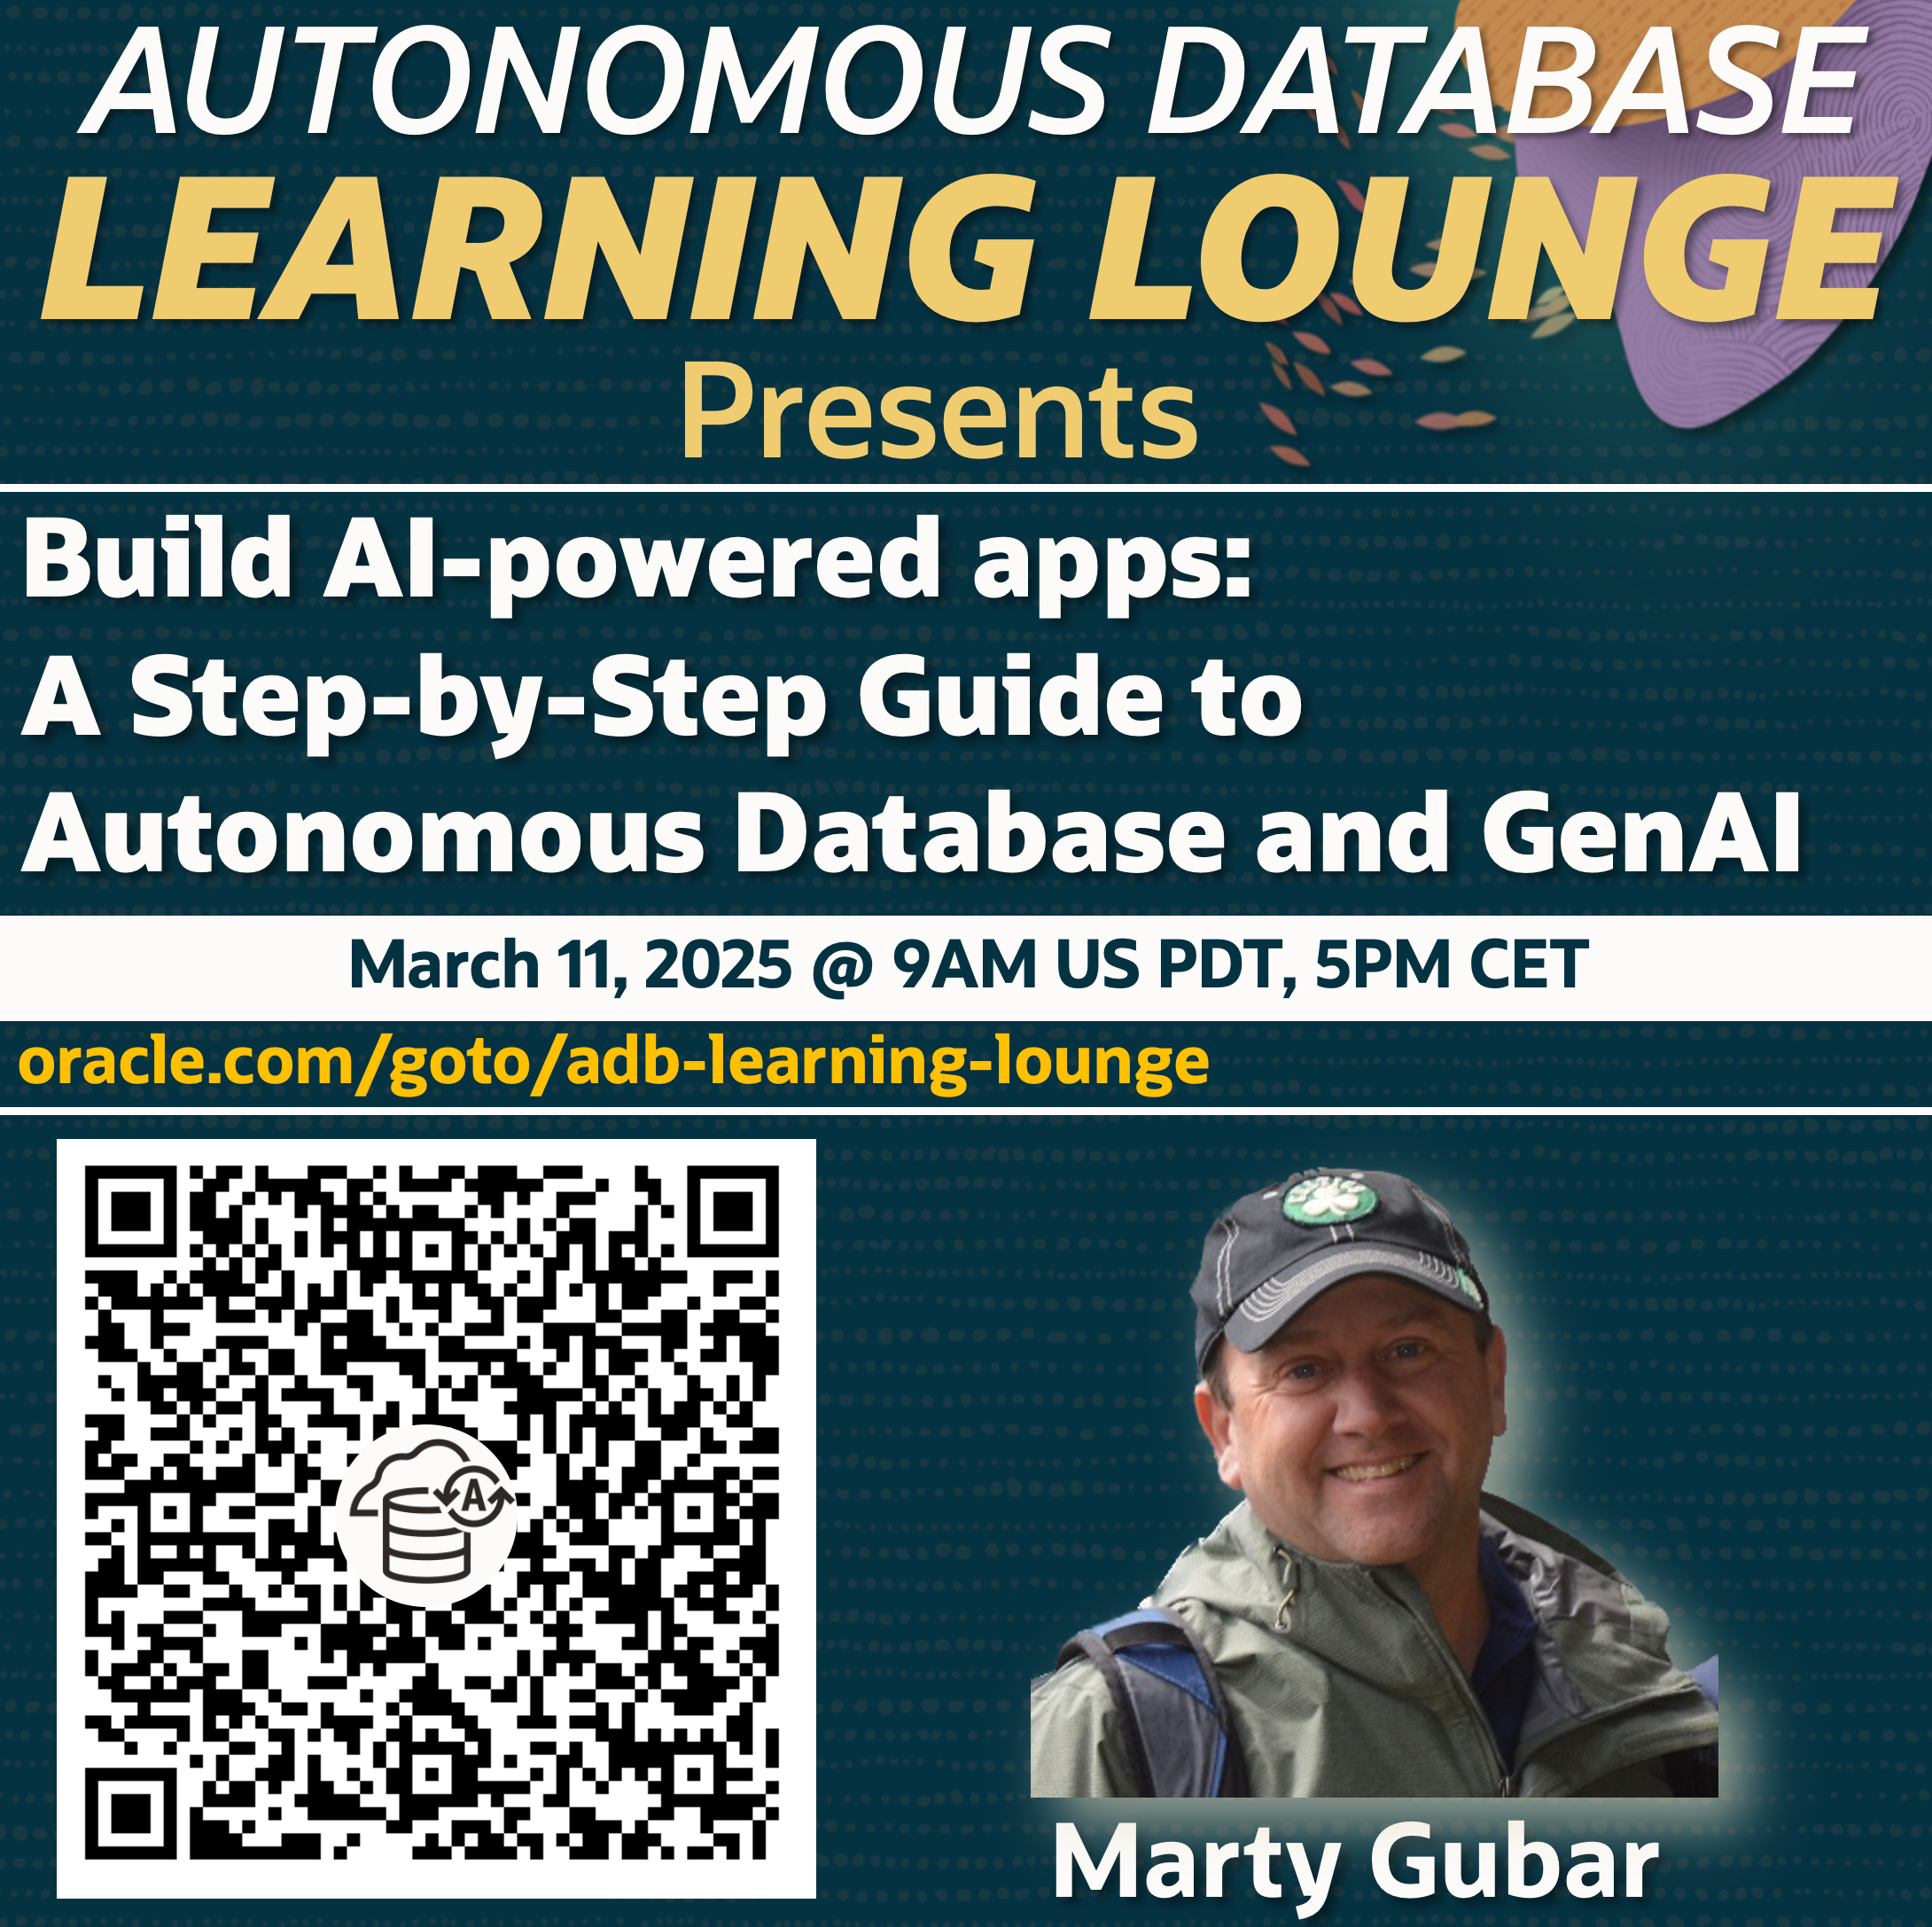 AUTONOMOUS DATABASE
LEARNING LOUNGE
Presents
Build AI-powered apps:
A Step-by-Step Guide to
Autonomous Database and GenAI
March 11, 2025 @ 9AM US PDT, 5PM CET
oracle.com/goto/adb-learning-lounge
A
Marty Gubar